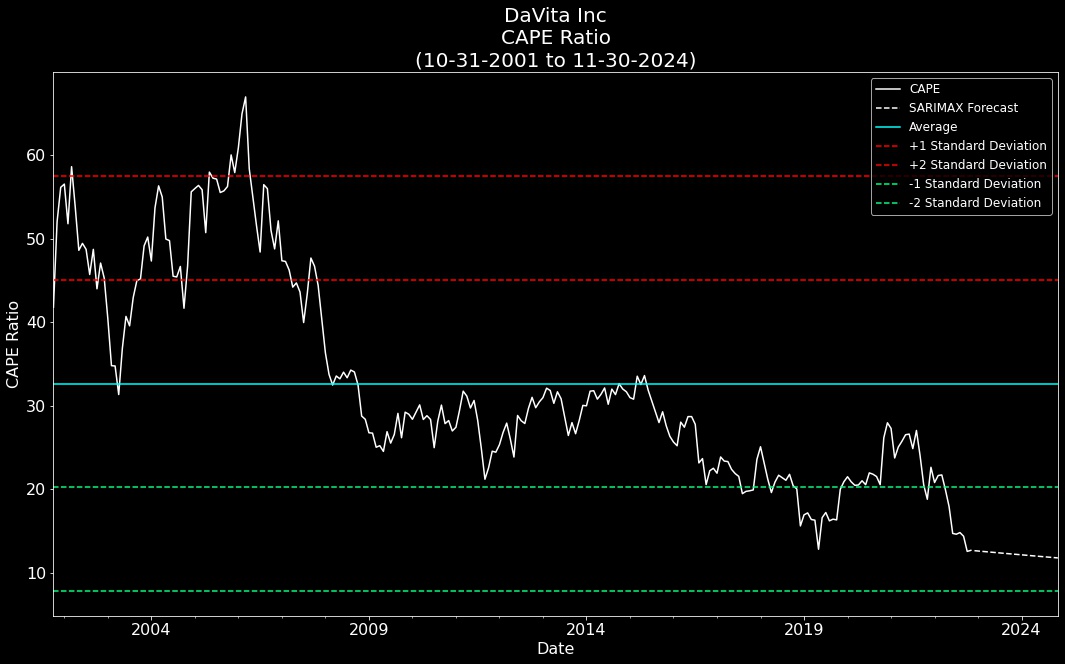 DaVita Inc
CAPE Ratio
(10-31-2001 to 11-30-2024)
CAPE
SARIMAX Forecast
Average
+1 Standard Deviation
+2 Standard Deviation
-1 Standard Deviation
-2 Standard Deviation
CAPE Ratio
60
50
40
30
20
10
2004
2009
2014
2019
2024
Date